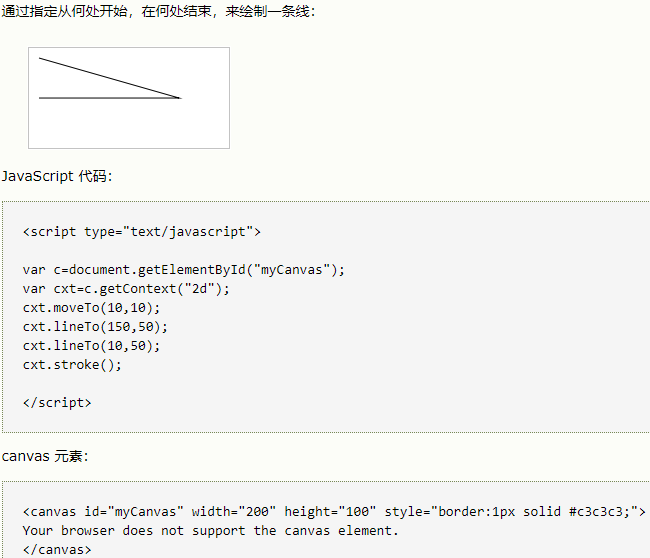 通过指定从何处开始，在何处结束，来绘制一条线：
JavaScript 代码：
<script type="text/javascript">
var c=document.getElementById("myCanvas");
var cxt=c.getContext("2d");
cxt.moveTo(10,10);
cxt.lineTo(150,50);
cxt.lineTo(10,50);
cxt.stroke();
</script>
canvas 元素：
<canvas id="myCanvas" width="200" height="100" style="border:1px solid #c3c3c3;">
Your browser does not support the canvas element.
</canvas>